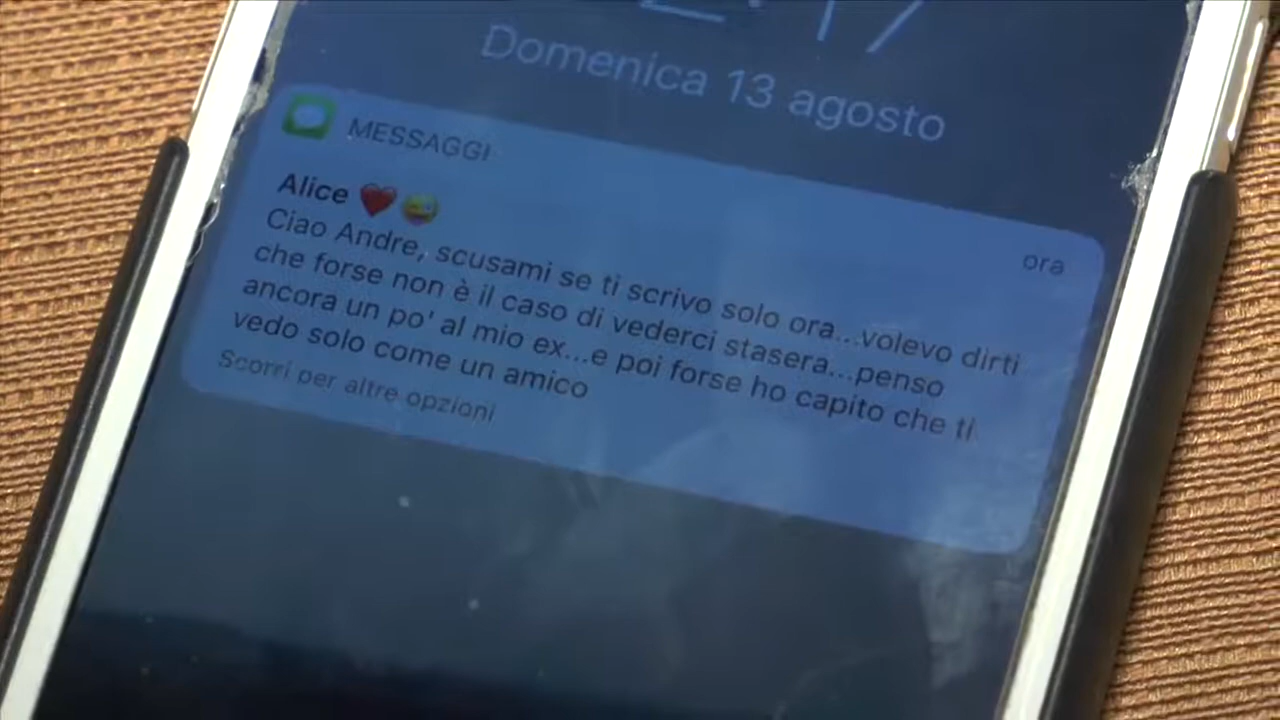 Domenica 13 agosto
MESSAGGI
ora
Alice ❤️😜
Ciao Andre, scusami se ti scrivo solo ora...volevo dirti
che forse non è il caso di vederci stasera...penso
ancora un po' al mio ex...e poi forse ho capito che ti
vedo solo come un amico
Scorri per altre opzioni